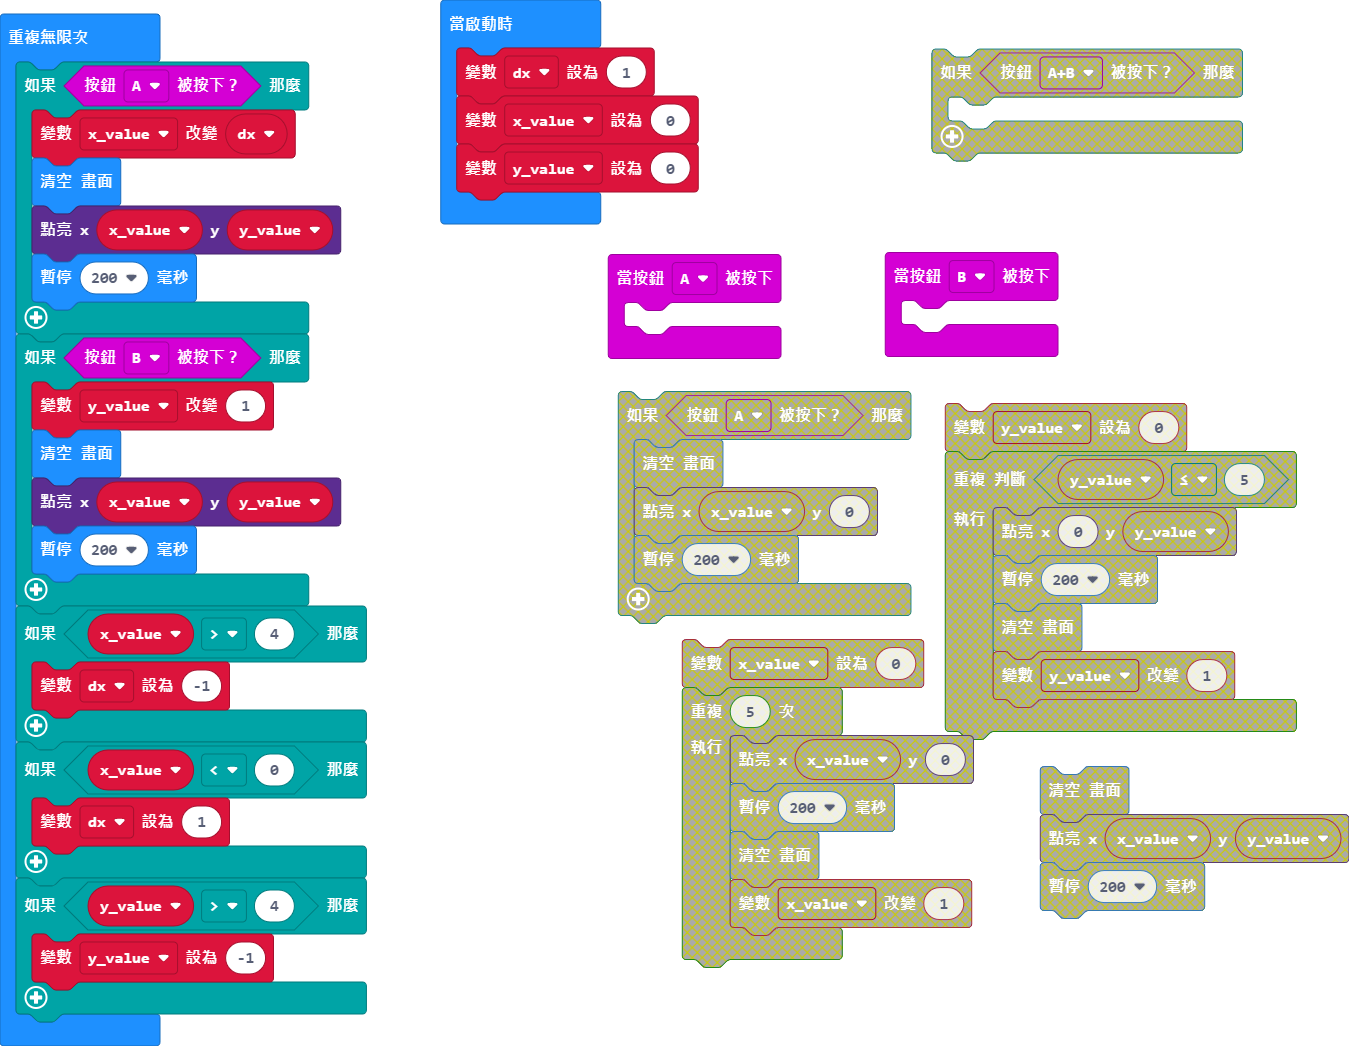 重複無限次
如果 按鈕 A 被按下？ 那麼
變數 x_value 改變 dx
清空 畫面
點亮 x x_value y y_value
暫停 200 毫秒
如果 按鈕 B 被按下？ 那麼
變數 y_value 改變 1
清空 畫面
點亮 x x_value y y_value
暫停 200 毫秒
如果 x_value > 4 那麼
變數 dx 設為 -1
如果 x_value < 0 那麼
變數 dx 設為 1
如果 y_value > 4 那麼
變數 y_value 設為 -1
當啟動時
變數 dx 設為 1
變數 x_value 設為 0
變數 y_value 設為 0
如果 按鈕 A+B 被按下？ 那麼
當按鈕 A 被按下
當按鈕 B 被按下
如果 按鈕 A 被按下？ 那麼
清空 畫面
點亮 x x_value y 0
暫停 200 毫秒
變數 y_value 設為 0
重複 判斷 y_value ≤ 5
執行
點亮 x 0 y y_value
暫停 200 毫秒
清空 畫面
變數 y_value 改變 1
變數 x_value 設為 0
重複 5 次
執行
點亮 x x_value y 0
暫停 200 毫秒
清空 畫面
變數 x_value 改變 1
清空 畫面
點亮 x x_value y y_value
暫停 200 毫秒